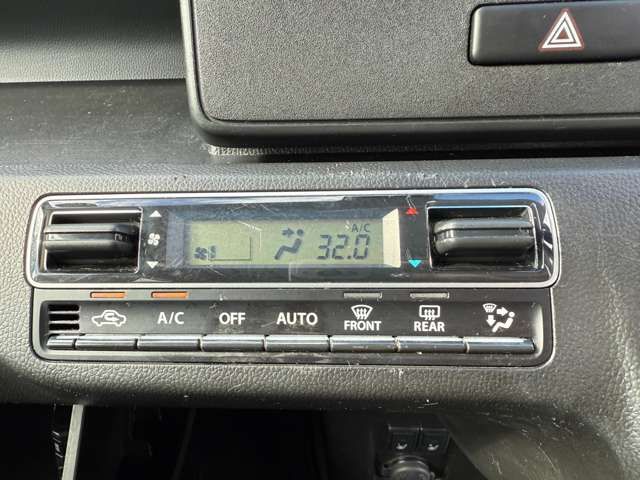 A/C
32.0
A/C OFF AUTO FRONT REAR